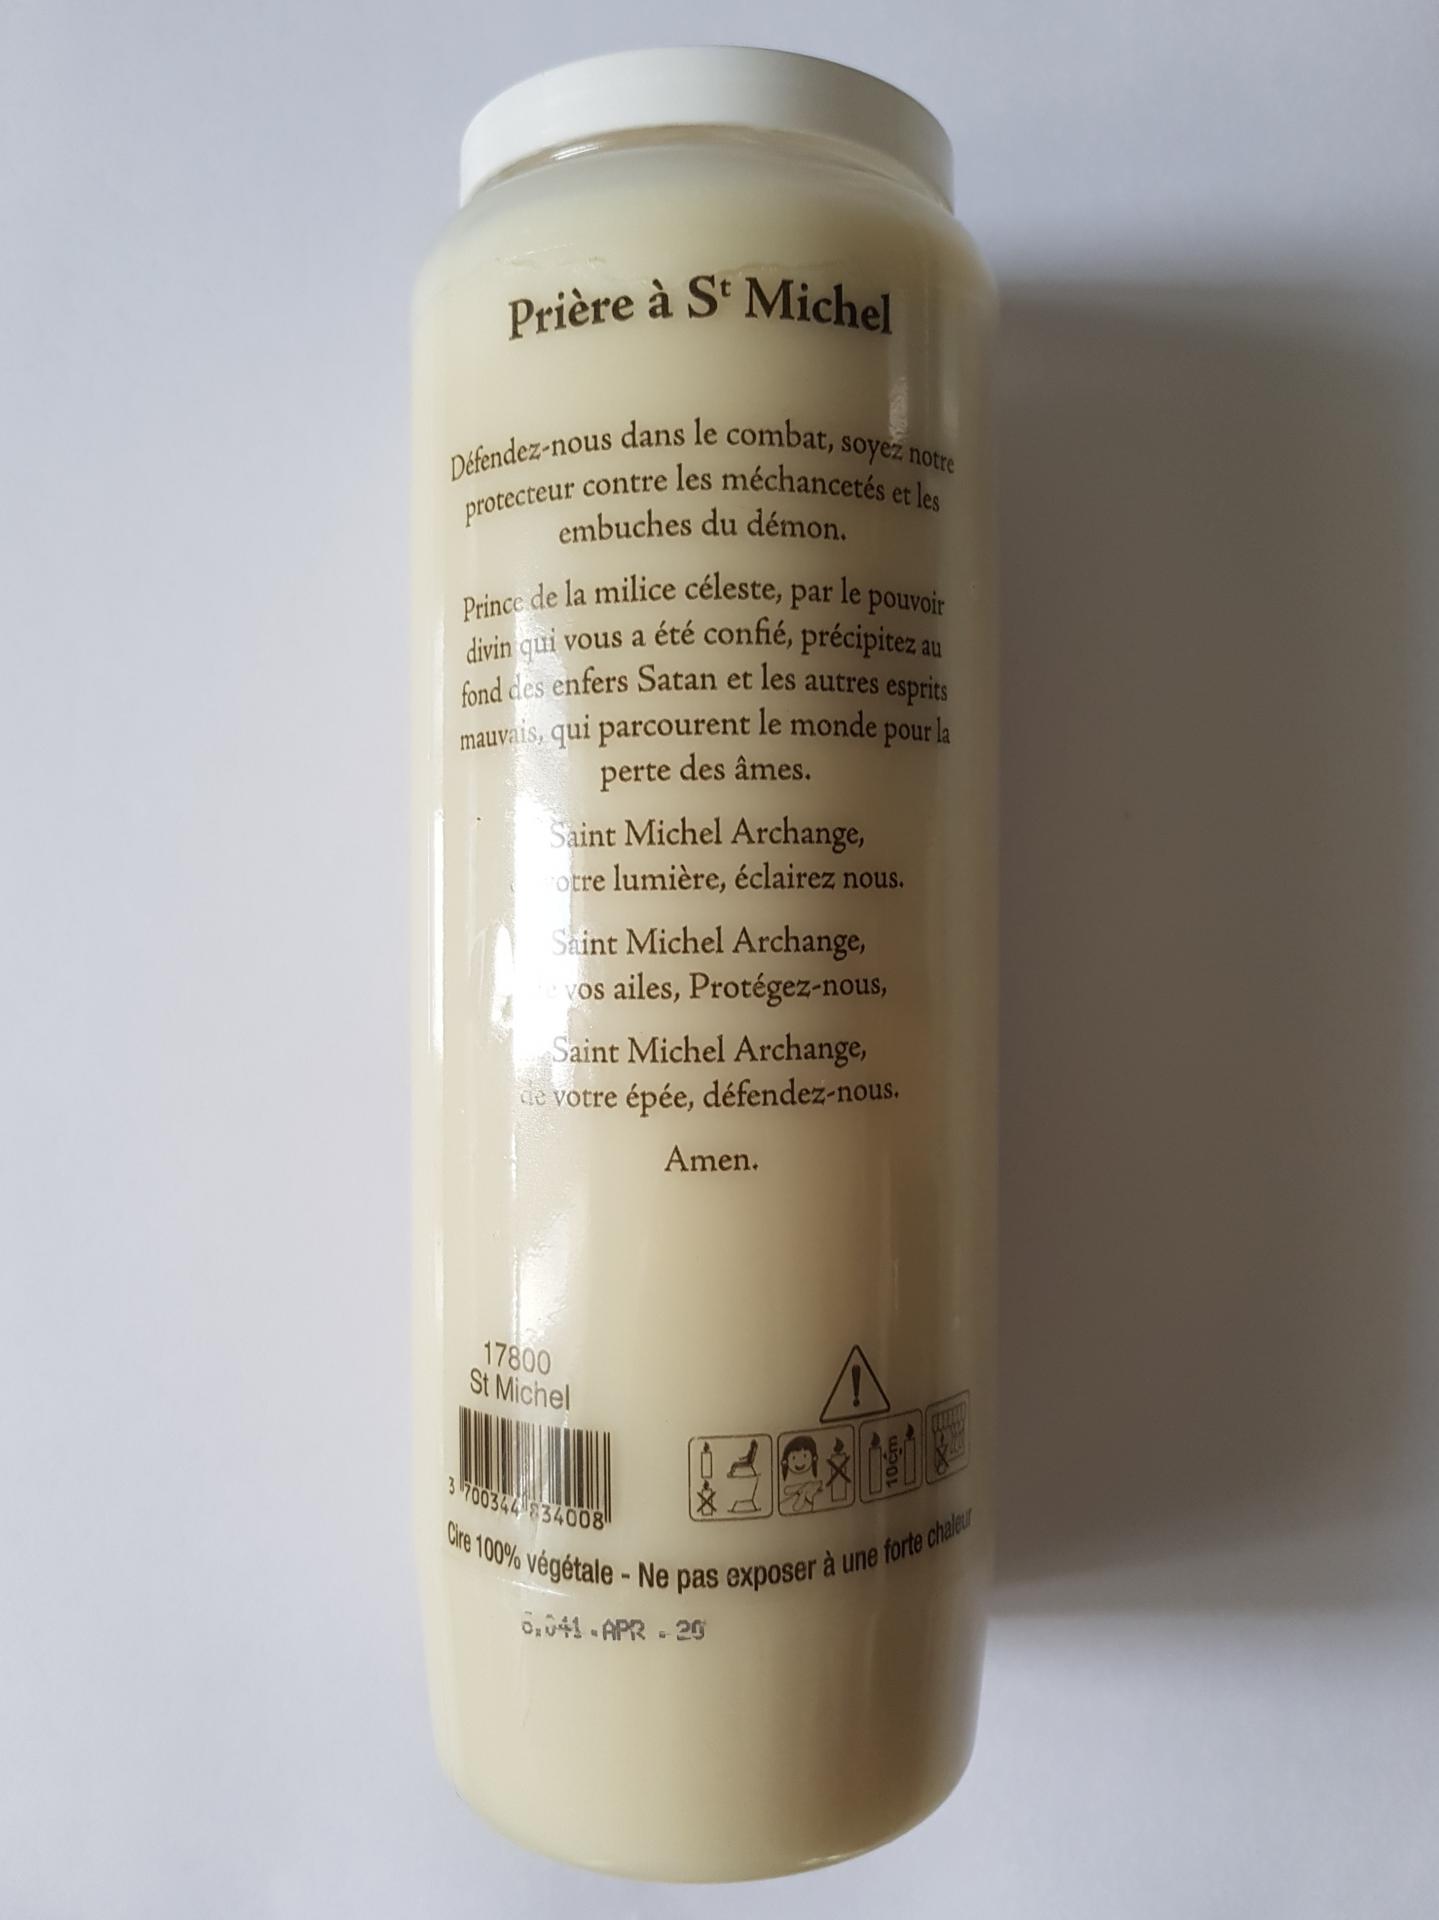 Prière à St Michel
Défendez-nous dans le combat, soyez notre
protecteur contre les méchancetés et les
embuches du démon.
Prince de la milice céleste, par le pouvoir
divin qui vous a été confié, précipitez au
fond des enfers Satan et les autres esprits
mauvais, qui parcourent le monde pour la
perte des âmes.
Saint Michel Archange,
votre lumière, éclairez nous.
Saint Michel Archange,
de vos ailes, Protégez-nous,
Saint Michel Archange,
de votre épée, défendez-nous.
Amen.
17800
St Michel
3 700344 834008
10cm
Cire 100% végétale - Ne pas exposer à une forte chaleur
APR - 20